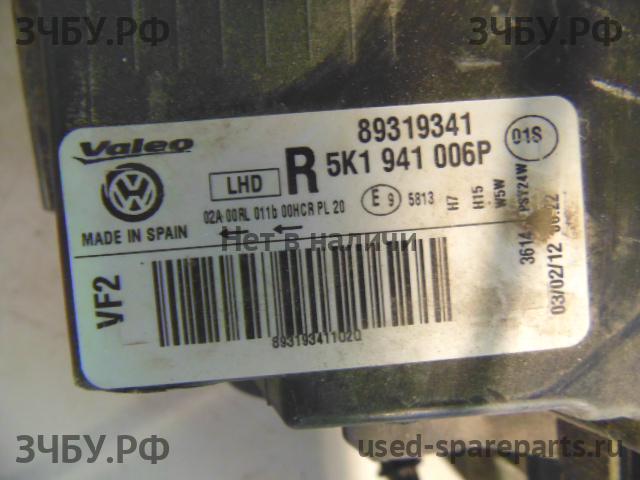 ЗЧБУ.РФ
ЗЧБУ.РФ
Valeo
89319341
01S
LHD
R
5K1 941 006P
02A 00RL 011b 00HCR PL 20
E 9
5813
H7
H15
W5W
PSY24W
3614
03/02/12
MADE IN SPAIN
Нет в наличии
VF2
893193411020
ЗЧБУ.РФ
used-spareparts.ru